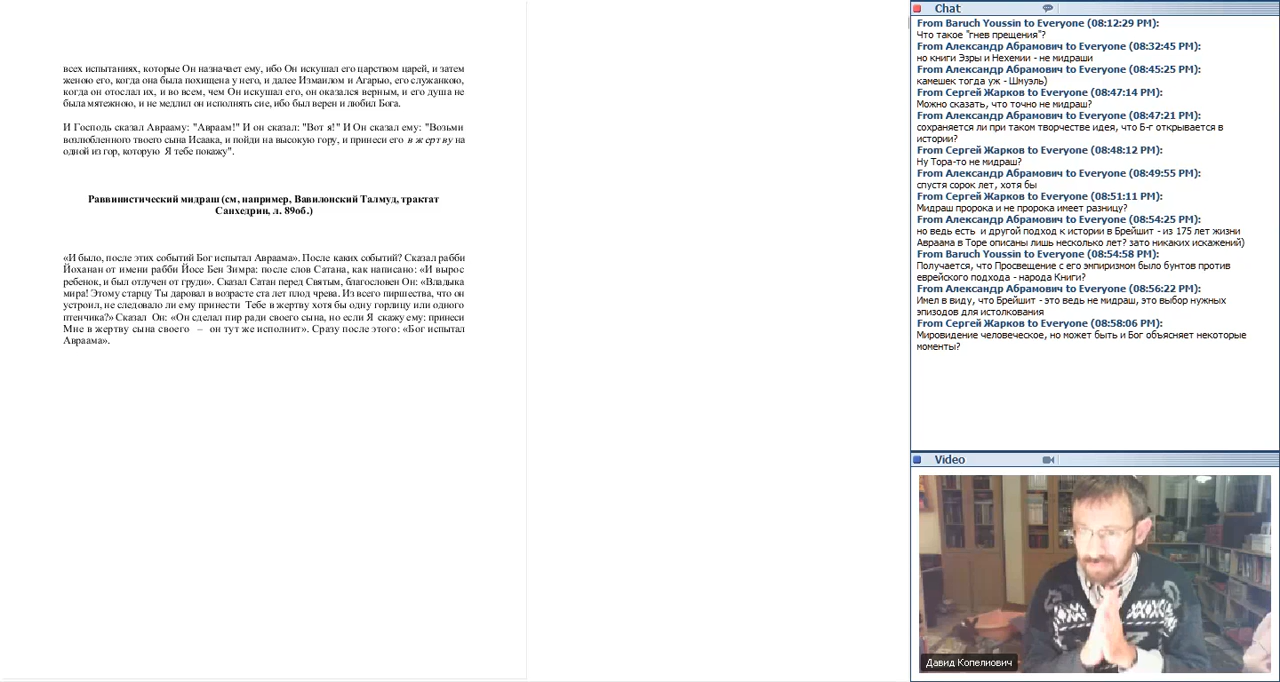 всех испытаниях, которые Он назначает ему, ибо Он искушал его царством царей, и затем
женою его, когда она была похищена у него, и далее Измаилом и Агарью, его служанкою,
когда он отослал их, и во всем, чем Он искушал его, он оказался верным, и его душа не
была мятежною, и не медлил он исполнять сие, ибо был верен и любил Бога.
И Господь сказал Аврааму: "Авраам!" И он сказал: "Вот я!" И Он сказал ему: "Возьми
возлюбленного твоего сына Исаака, и пойди на высокую гору, и принеси его в жертву на
одной из гор, которую Я тебе покажу".
Раввинистический мидраш (см, например, Вавилонский Талмуд, трактат
Санхедрин, л. 89об.)
«И было, после этих событий Бог испытал Авраама». После каких событий? Сказал рабби
Йоханан от имени рабби Йосе Бен Зимра: после слов Сатана, как написано: «И вырос
ребенок, и был отлучен от груди». Сказал Сатан перед Святым, благословен Он: «Владыка
мира! Этому старцу Ты даровал в возрасте ста лет плод чрева. Из всего пиршества, что он
устроил, не следовало ли ему принести Тебе в жертву хотя бы одну горлицу или одного
птенчика?» Сказал Он: «Он сделал пир ради своего сына, но если Я скажу ему: принеси
Мне в жертву сына своего – он тут же исполнит». Сразу после этого: «Бог испытал
Авраама».
Chat
From Baruch Youssin to Everyone (08:12:29 PM):
Что такое "гнев прещения"?
From Александр Абрамович to Everyone (08:32:45 PM):
но книги Эзры и Нехемии - не мидраши
From Александр Абрамович to Everyone (08:45:25 PM):
камешек тогда уж - Шмуэль)
From Сергей Жарков to Everyone (08:47:14 PM):
Можно сказать, что точно не мидраш?
From Александр Абрамович to Everyone (08:47:21 PM):
сохраняется ли при таком творчестве идея, что Б-г открывается в
истории?
From Сергей Жарков to Everyone (08:48:12 PM):
Ну Тора-то не мидраш?
From Александр Абрамович to Everyone (08:49:55 PM):
спустя сорок лет, хотя бы
From Сергей Жарков to Everyone (08:51:11 PM):
Мидраш пророка и не пророка имеет разницу?
From Александр Абрамович to Everyone (08:54:25 PM):
но ведь есть и другой подход к истории в Брейшит - из 175 лет жизни
Авраама в Торе описаны лишь несколько лет? зато никаких искажений)
From Baruch Youssin to Everyone (08:54:58 PM):
Получается, что Просвещение с его эмпиризмом было бунтов против
еврейского подхода - народа Книги?
From Александр Абрамович to Everyone (08:56:22 PM):
Имел в виду, что Брейшит - это ведь не мидраш, это выбор нужных
эпизодов для истолкования
From Сергей Жарков to Everyone (08:58:06 PM):
Мировидение человеческое, но может быть и Бог объясняет некоторые
моменты?
Video
Давид Копелиович